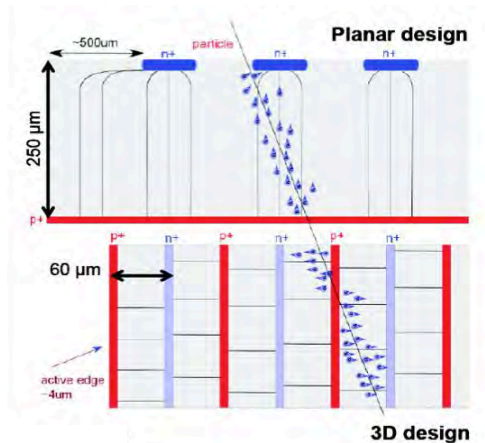 ~500um
n+
particle
n+
Planar design
n+
250 µm
p+
p+
n+
p+
n+
p+
n+
60 µm
active edge
~4um
3D design